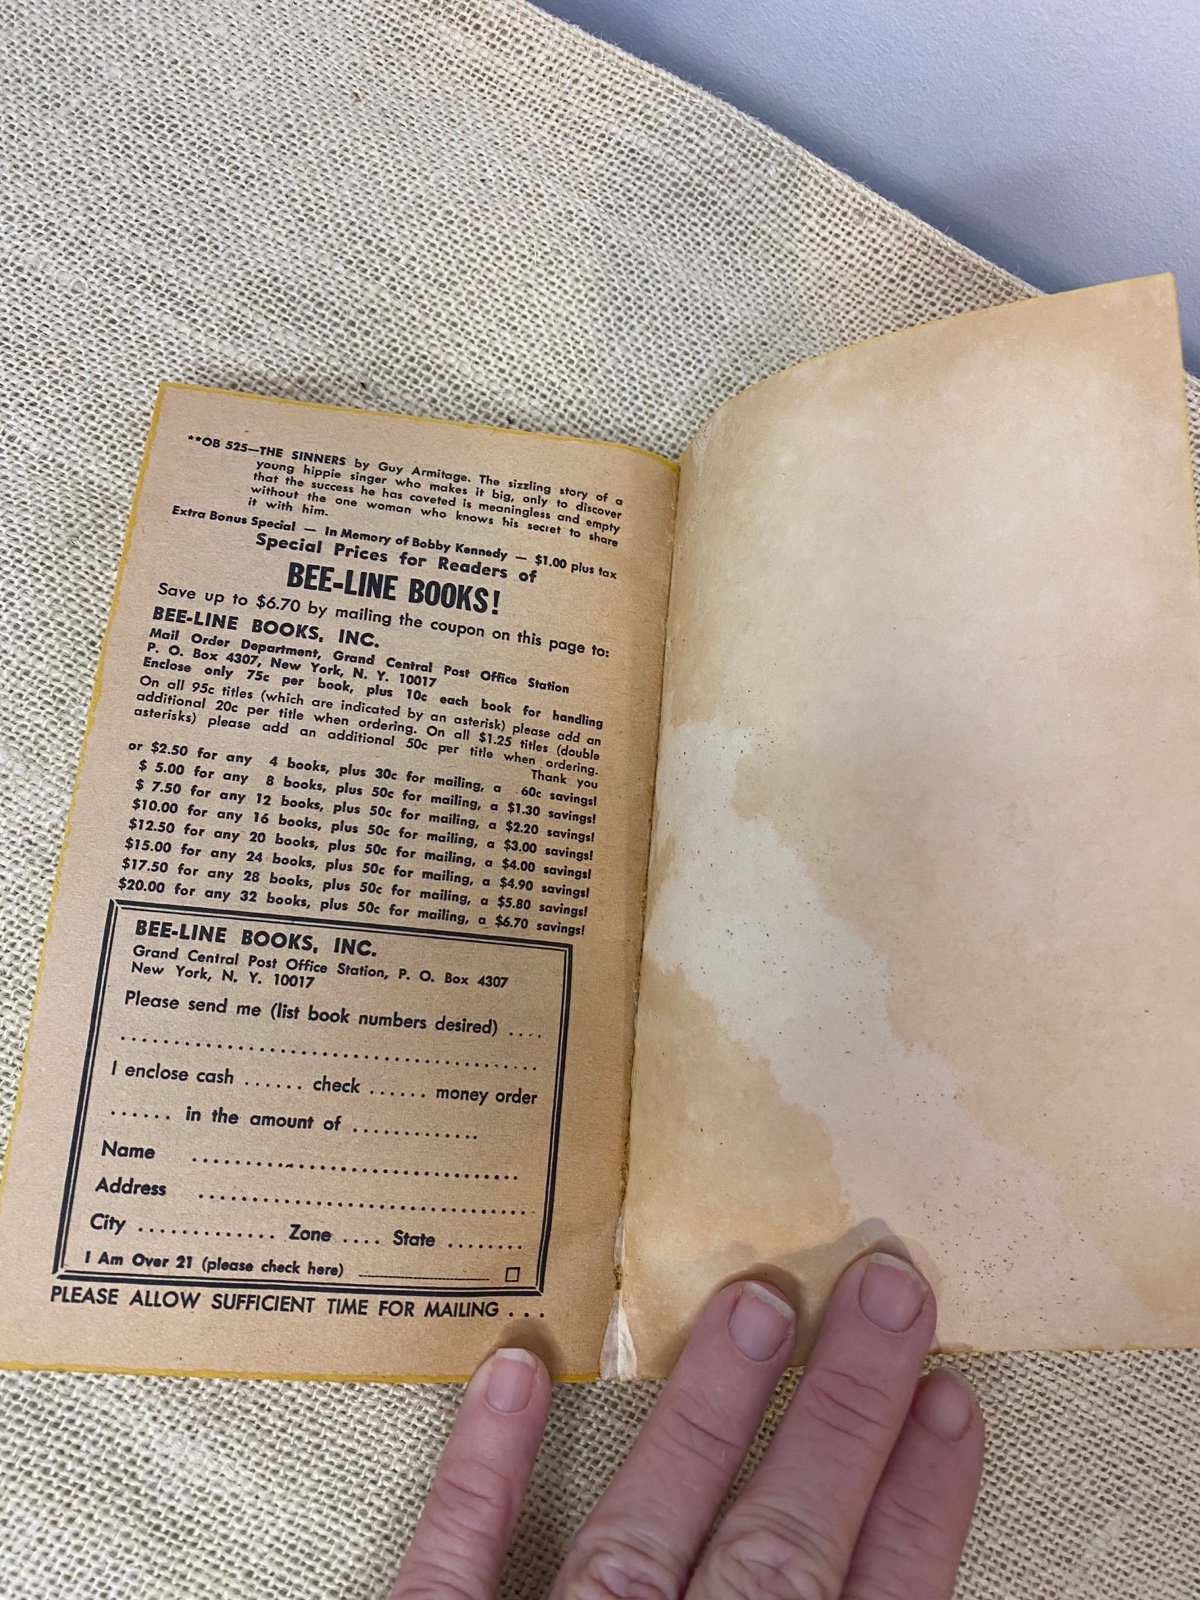 **OB 525—THE SINNERS by Guy Armitage. The sizzling story of a
young hippie singer who makes it big, only to discover
that the success he has coveted is meaningless and empty
without the one woman who knows his secret to share
it with him.
Extra Bonus Special — In Memory of Bobby Kennedy — $1.00 plus tax
Special Prices for Readers of
BEE-LINE BOOKS!
Save up to $6.70 by mailing the coupon on this page to:
BEE-LINE BOOKS, INC.
Mail Order Department, Grand Central Post Office Station
P. O. Box 4307, New York, N. Y. 10017
Enclose only 75c per book, plus 10c each book for handling
On all 95c titles (which are indicated by an asterisk) please add an
additional 20c per title when ordering. On all $1.25 titles (double
asterisks) please add an additional 50c per title when ordering.
Thank you
or $2.50 for any 4 books, plus 30c for mailing, a 60c savings!
$ 5.00 for any 8 books, plus 50c for mailing, a $1.30 savings!
$ 7.50 for any 12 books, plus 50c for mailing, a $2.20 savings!
$10.00 for any 16 books, plus 50c for mailing, a $3.00 savings!
$12.50 for any 20 books, plus 50c for mailing, a $4.00 savings!
$15.00 for any 24 books, plus 50c for mailing, a $4.90 savings!
$17.50 for any 28 books, plus 50c for mailing, a $5.80 savings!
$20.00 for any 32 books, plus 50c for mailing, a $6.70 savings!
BEE-LINE BOOKS, INC.
Grand Central Post Office Station, P. O. Box 4307
New York, N. Y. 10017
Please send me (list book numbers desired) ....
..........................................
I enclose cash ...... check ...... money order
...... in the amount of .............
Name .................................
Address .................................
City ............. Zone .... State ........
I Am Over 21 (please check here) ____________ □
PLEASE ALLOW SUFFICIENT TIME FOR MAILING ...